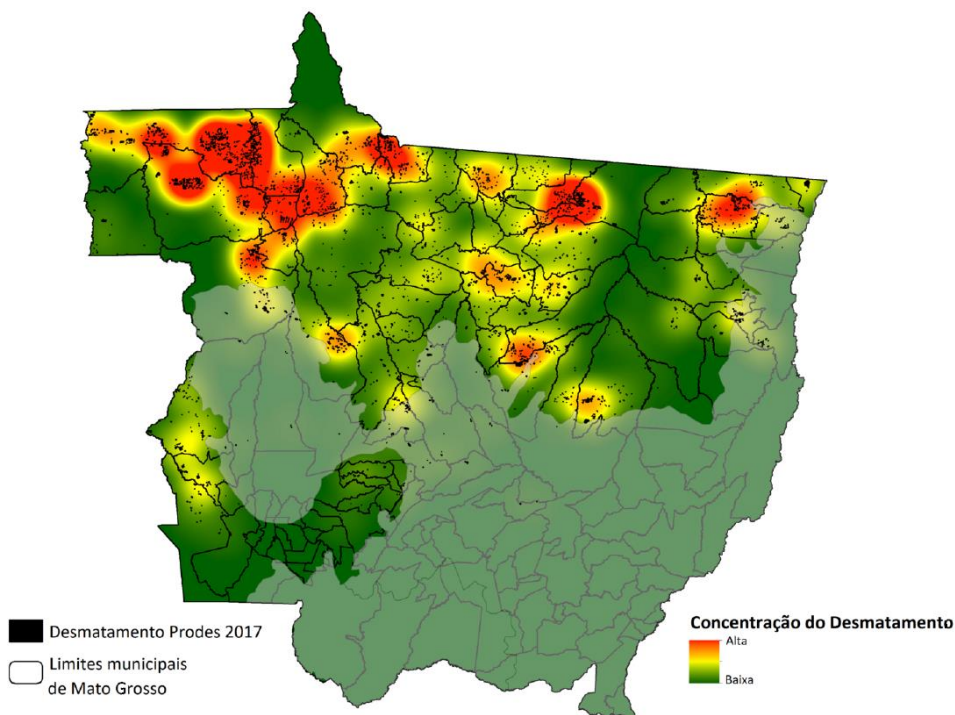 Desmatamento Prodes 2017
Limites municipais
de Mato Grosso
Concentração do Desmatamento
Alta
Baixa